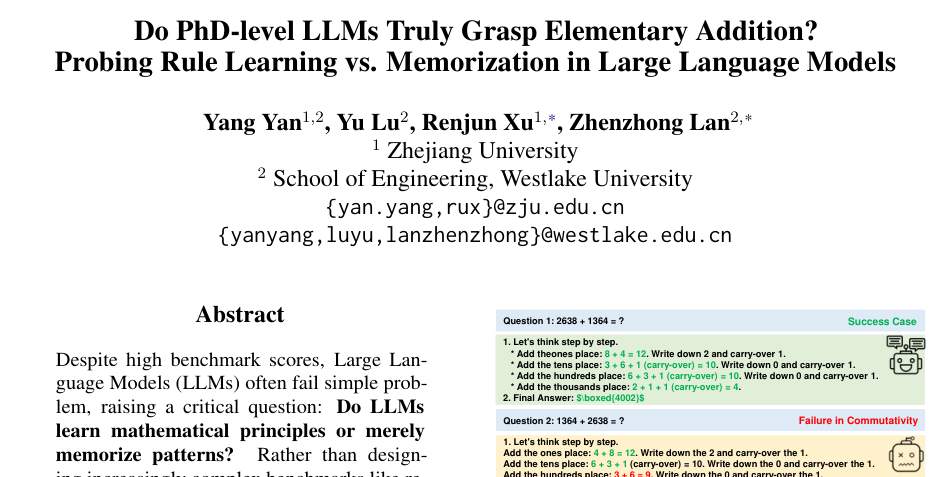 Do PhD-level LLMs Truly Grasp Elementary Addition?
Probing Rule Learning vs. Memorization in Large Language Models
Yang Yan1,2, Yu Lu2, Renjun Xu1,*, Zhenzhong Lan2,*
1 Zhejiang University
2 School of Engineering, Westlake University
{yan.yang,rux}@zju.edu.cn
{yanyang,luyu,lanzhenzhong}@westlake.edu.cn
Abstract
Despite high benchmark scores, Large Lan-
guage Models (LLMs) often fail simple prob-
lem, raising a critical question: Do LLMs
learn mathematical principles or merely
memorize patterns? Rather than design-
ing increasingly complex benchmarks like re-
Question 1: 2638 + 1364 = ?
Success Case
1. Let's think step by step.
* Add theones place: 8 + 4 = 12. Write down 2 and carry-over 1.
* Add the tens place: 3 + 6 + 1 (carry-over) = 10. Write down 0 and carry-over 1.
* Add the hundreds place: 6 + 3 + 1 (carry-over) = 10. Write down 0 and carry-over 1.
* Add the thousands place: 2 + 1 + 1 (carry-over) = 4.
2. Final Answer: $\boxed{4002}$
Question 2: 1364 + 2638 = ?
Failure in Commutativity
1. Let's think step by step.
Add the ones place: 4 + 8 = 12. Write down the 2 and carry-over the 1.
Add the tens place: 6 + 3 + 1 (carry-over) = 10. Write down the 0 and carry-over the 1.
Add the hundreds place: 3 + 6 = 9. Write down the 0 and carry-over the 1.